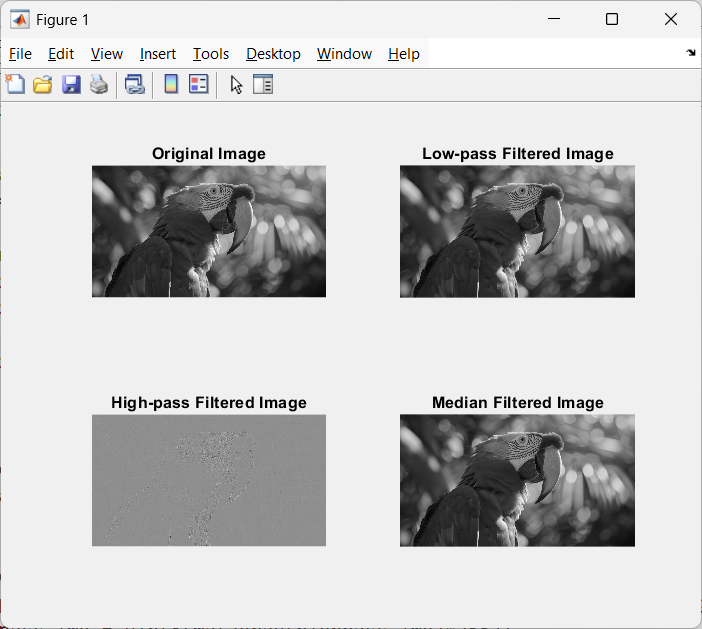 Figure 1
File Edit View Insert Tools Desktop Window Help
Original Image
Low-pass Filtered Image
High-pass Filtered Image
Median Filtered Image